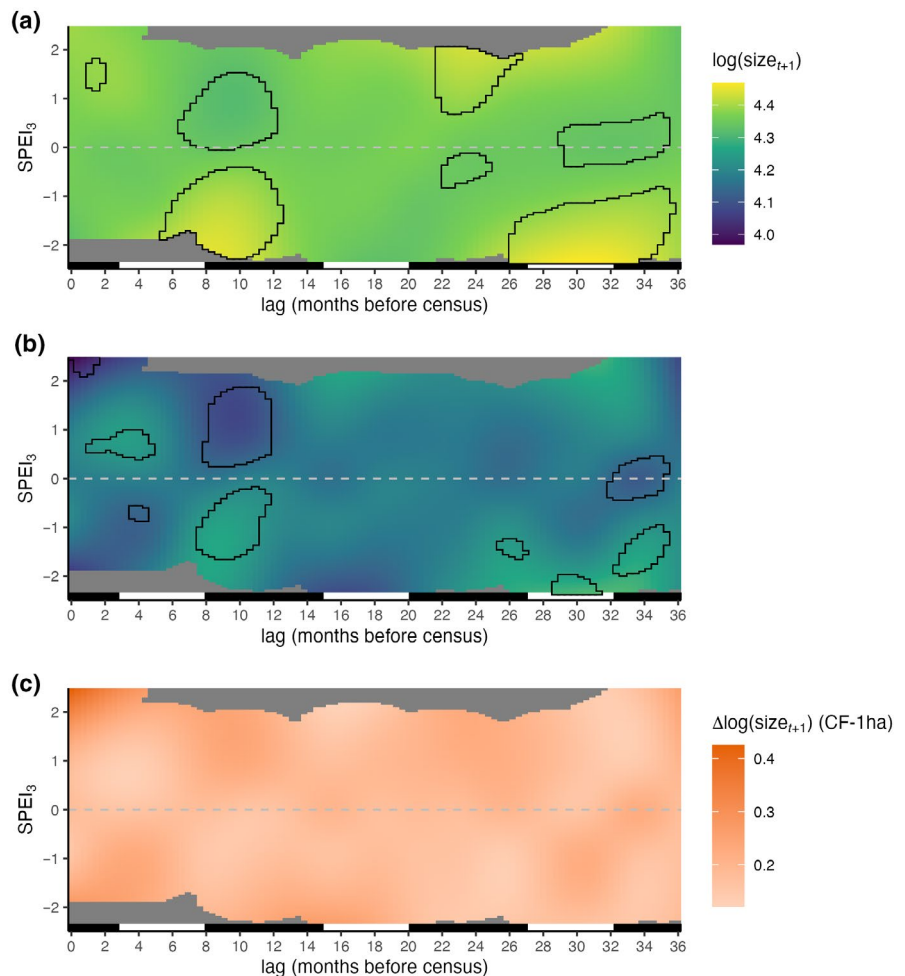 (a)
2
1
0
−1
−2
SPEI₃
0 2 4 6 8 10 12 14 16 18 20 22 24 26 28 30 32 34 36
lag (months before census)
log(sizeₜ₊₁)
4.4
4.3
4.2
4.1
4.0
(b)
2
1
0
−1
−2
SPEI₃
0 2 4 6 8 10 12 14 16 18 20 22 24 26 28 30 32 34 36
lag (months before census)
(c)
2
1
0
−1
−2
SPEI₃
0 2 4 6 8 10 12 14 16 18 20 22 24 26 28 30 32 34 36
lag (months before census)
Δlog(sizeₜ₊₁) (CF-1ha)
0.4
0.3
0.2